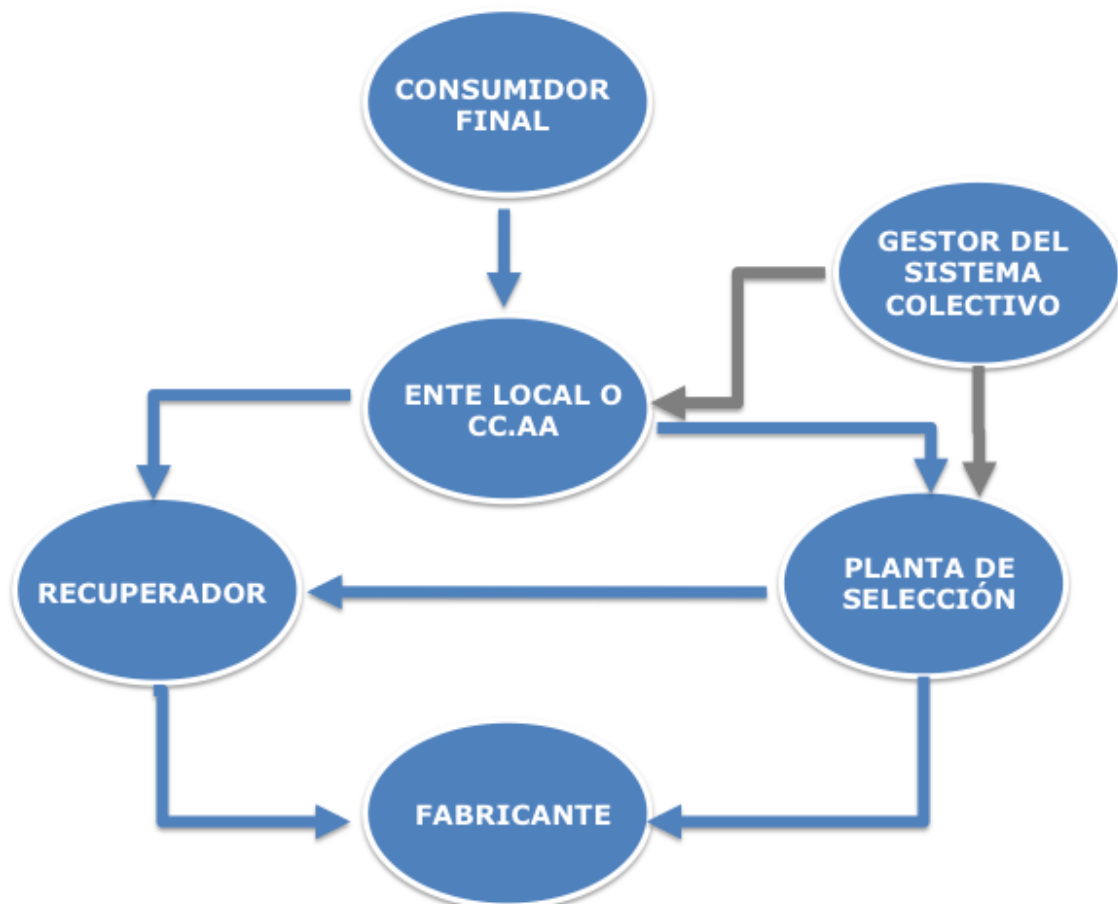 CONSUMIDOR
FINAL
GESTOR DEL
SISTEMA
COLECTIVO
ENTE LOCAL O
CC.AA
RECUPERADOR
PLANTA DE
SELECCIÓN
FABRICANTE